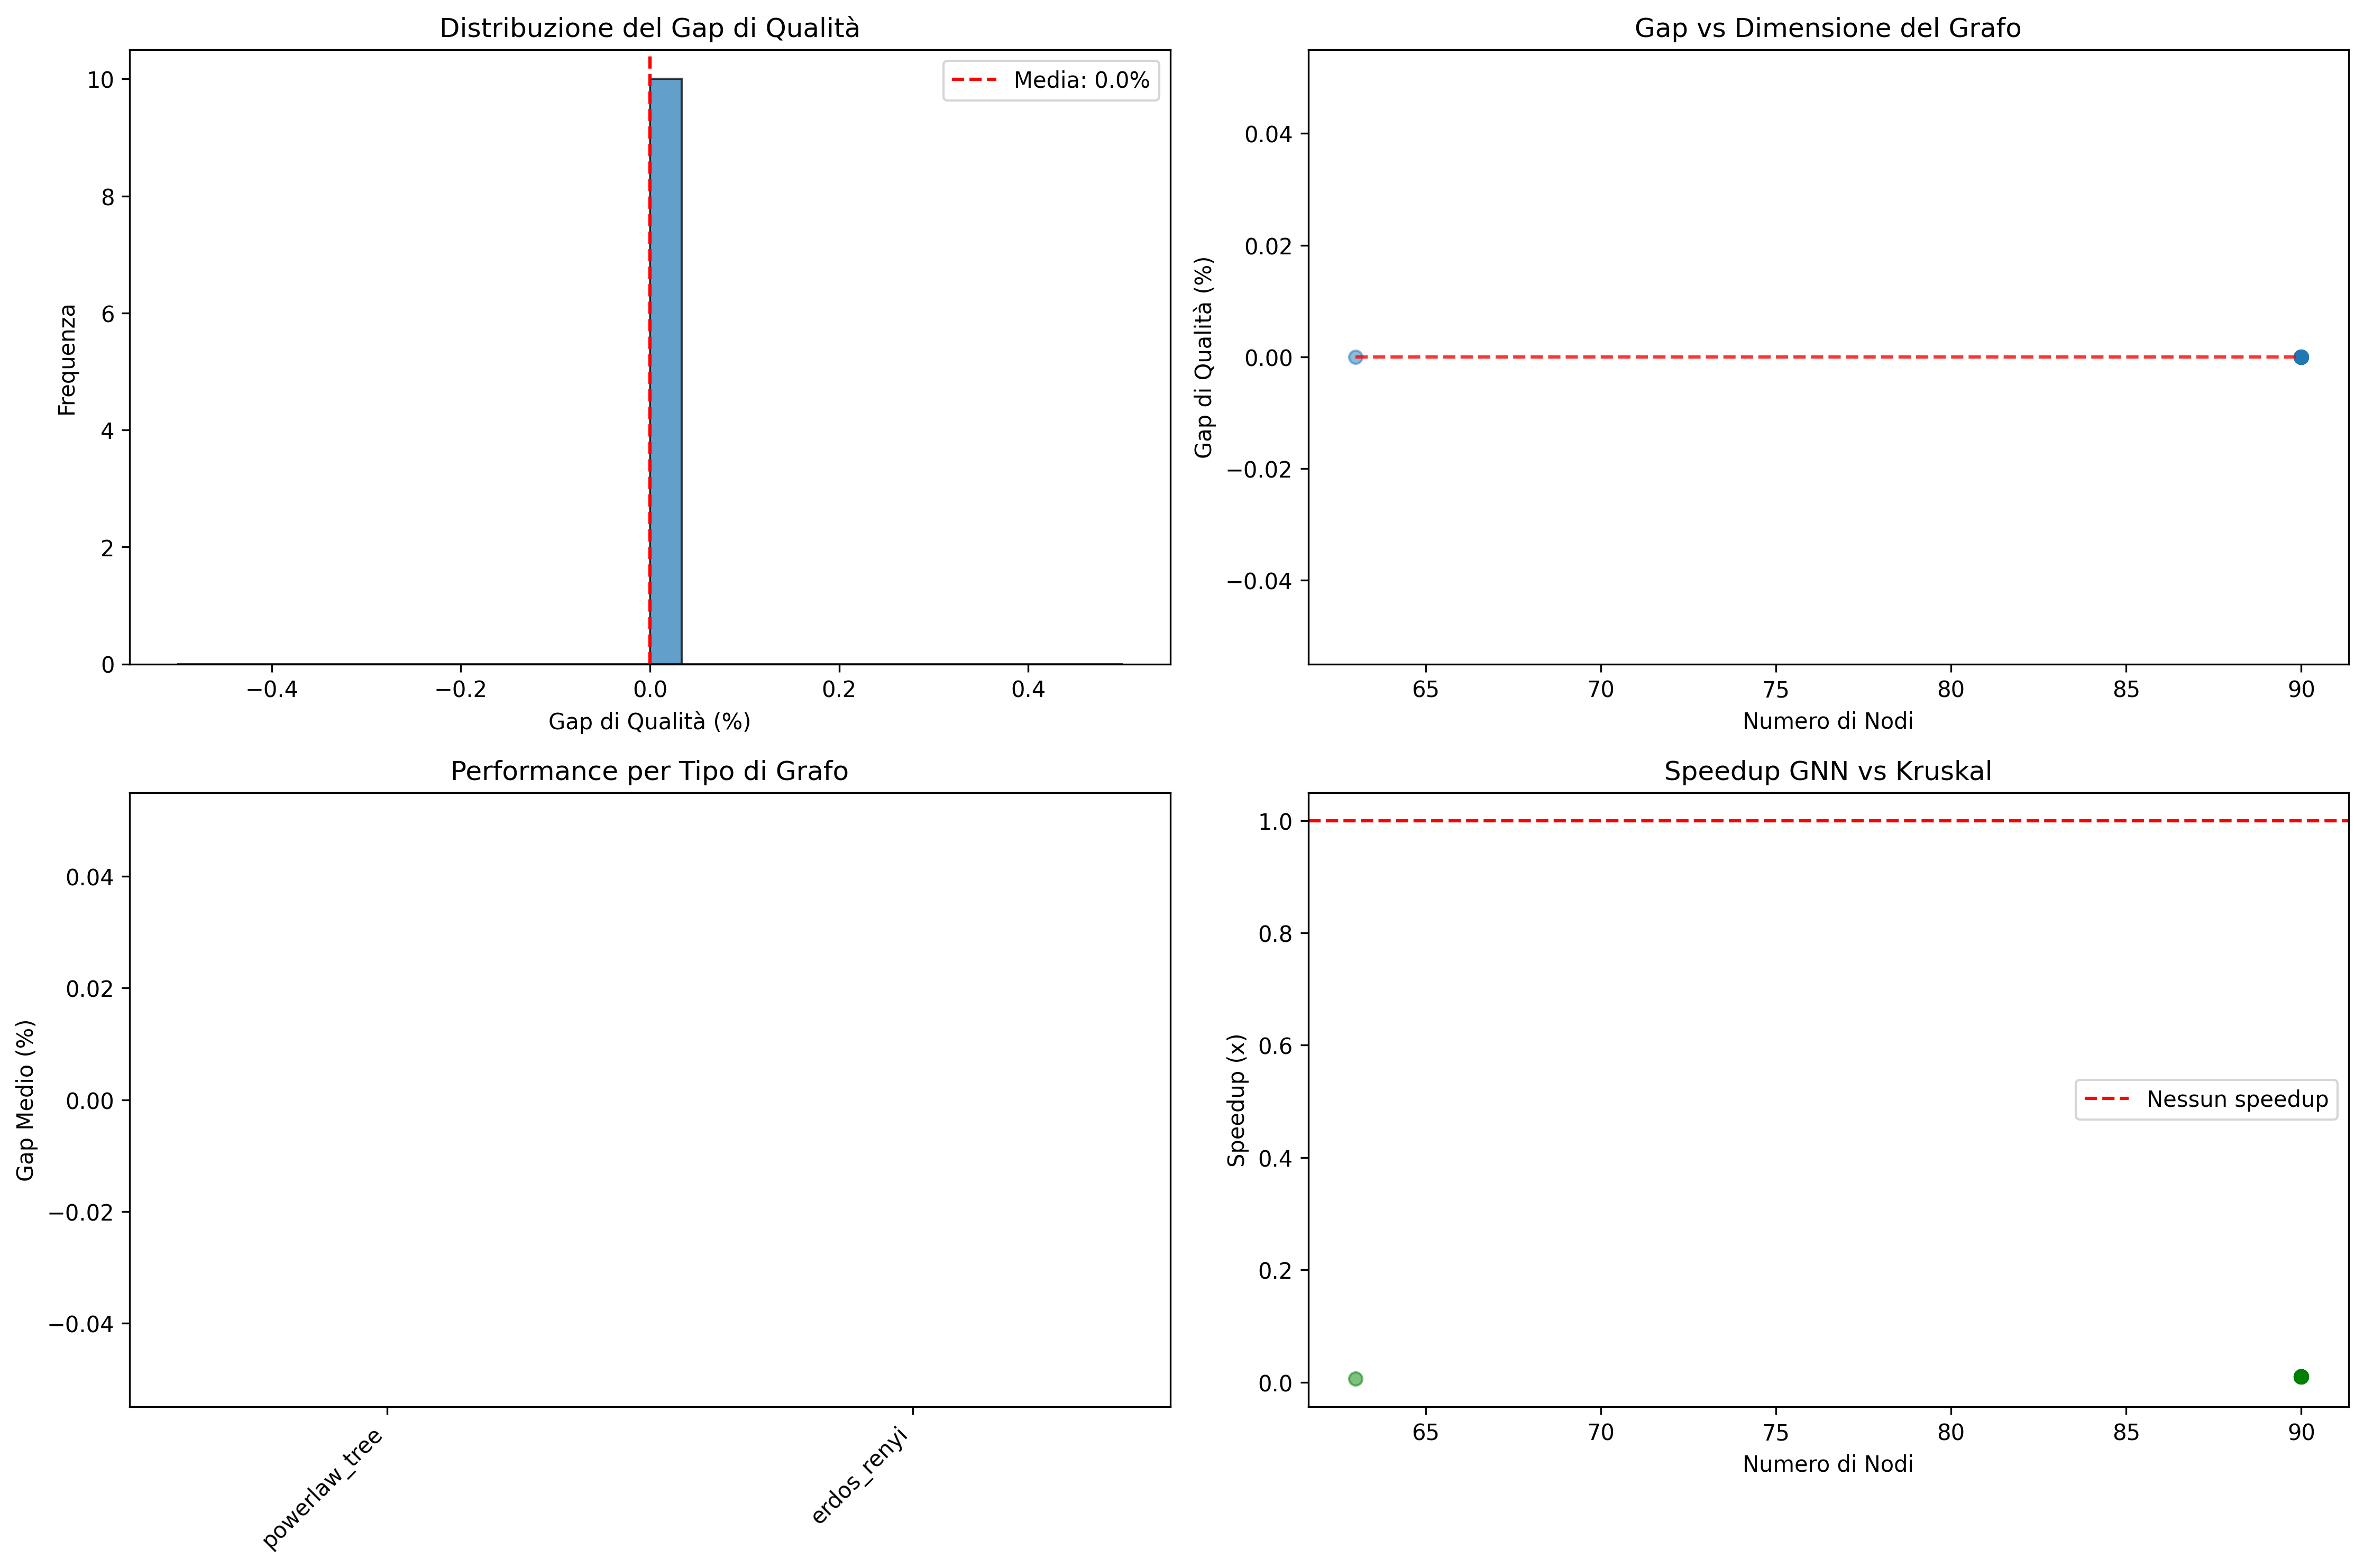 Distribuzione del Gap di Qualità
Media: 0.0%
Frequenza
10
8
6
4
2
0
−0.4
−0.2
0.0
0.2
0.4
Gap di Qualità (%)
Gap vs Dimensione del Grafo
Gap di Qualità (%)
0.04
0.02
0.00
−0.02
−0.04
65
70
75
80
85
90
Numero di Nodi
Performance per Tipo di Grafo
Gap Medio (%)
0.04
0.02
0.00
−0.02
−0.04
powerlaw_tree
erdos_renyi
Speedup GNN vs Kruskal
Speedup (x)
1.0
0.8
0.6
0.4
0.2
0.0
Nessun speedup
65
70
75
80
85
90
Numero di Nodi